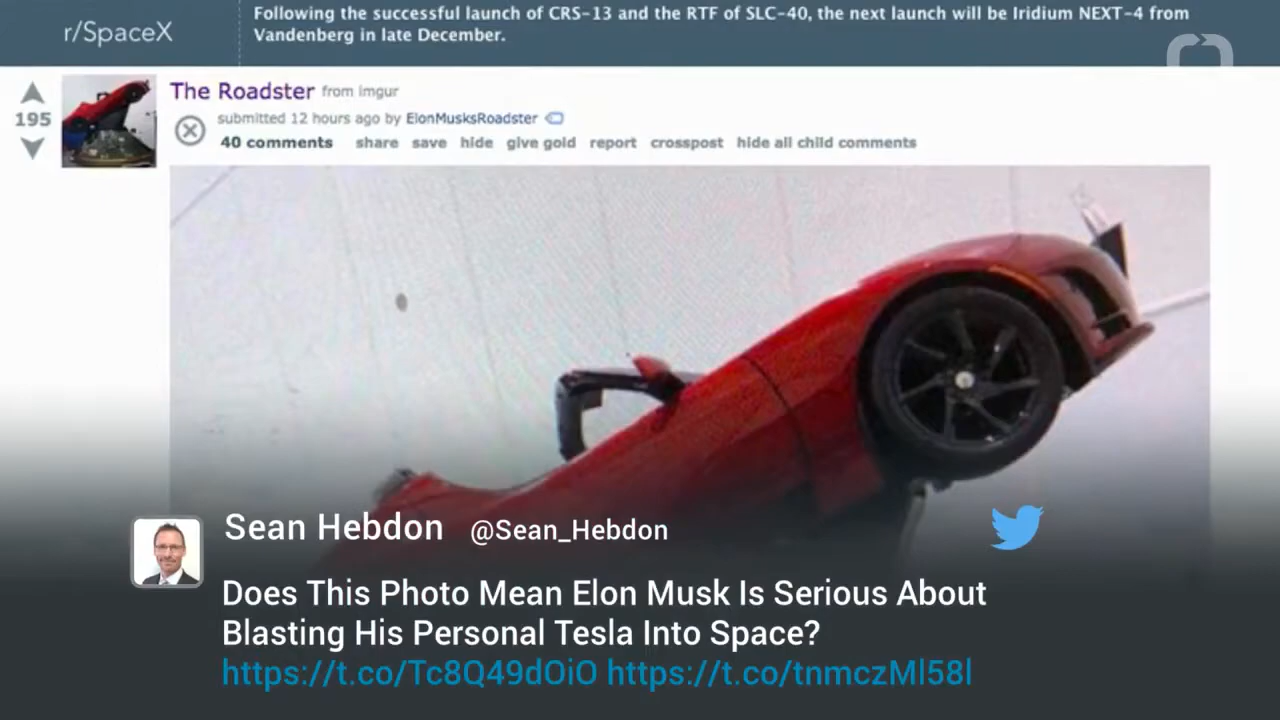 r/SpaceX
Following the successful launch of CRS-13 and the RTF of SLC-40, the next launch will be Iridium NEXT-4 from
Vandenberg in late December.
The Roadster from imgur
195
submitted 12 hours ago by ElonMusksRoadster
40 comments share save hide give gold report crosspost hide all child comments
Sean Hebdon @Sean_Hebdon
Does This Photo Mean Elon Musk Is Serious About
Blasting His Personal Tesla Into Space?
https://t.co/Tc8Q49dOiO https://t.co/tnmczMl58l